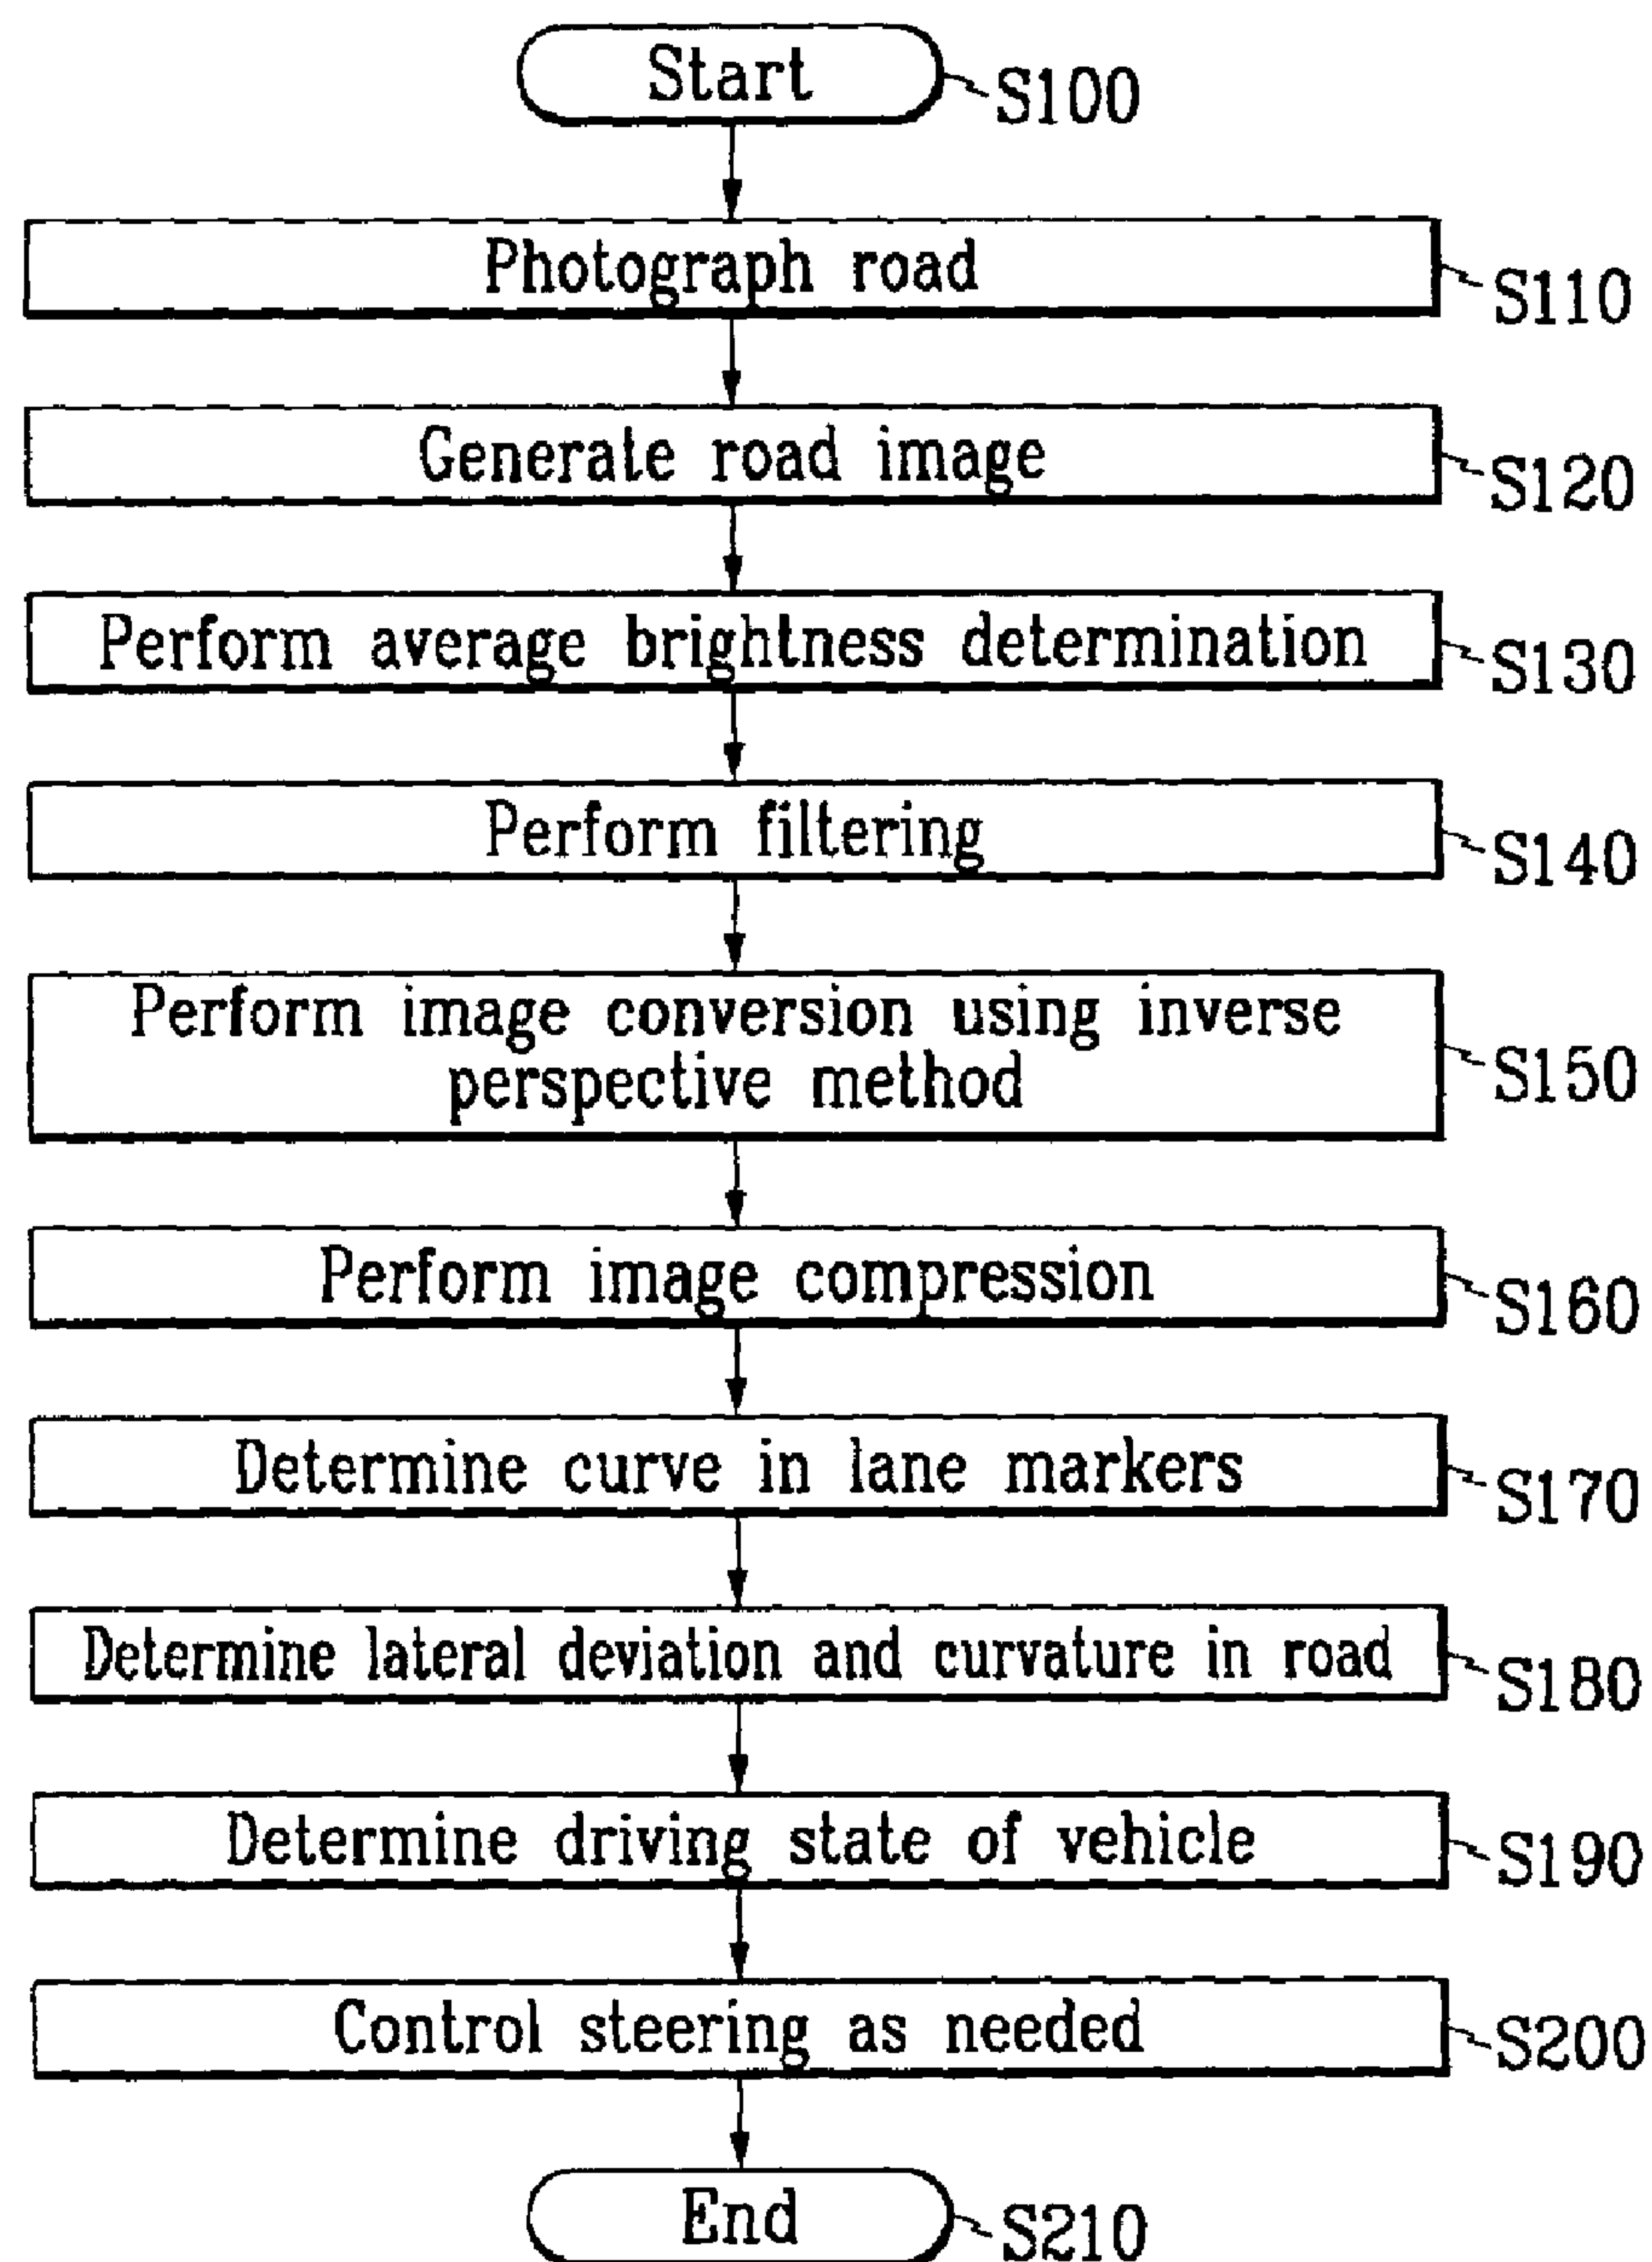 Start
S100
Photograph road
S110
Generate road image
S120
Perform average brightness determination
S130
Perform filtering
S140
Perform image conversion using inverse
perspective method
S150
Perform image compression
S160
Determine curve in lane markers
S170
Determine lateral deviation and curvature in road
S180
Determine driving state of vehicle
S190
Control steering as needed
S200
End
S210